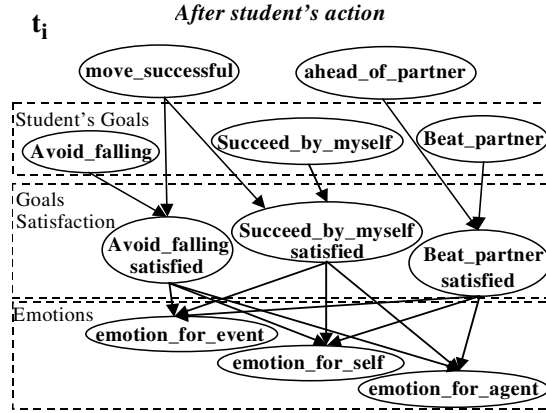 After student's action
t_i
move_successful
ahead_of_partner
Student's Goals
Avoid_falling
Succeed_by_myself
Beat_partner
Goals
Satisfaction
Avoid_falling
satisfied
Succeed_by_myself
satisfied
Beat_partner
satisfied
Emotions
emotion_for_event
emotion_for_self
emotion_for_agent